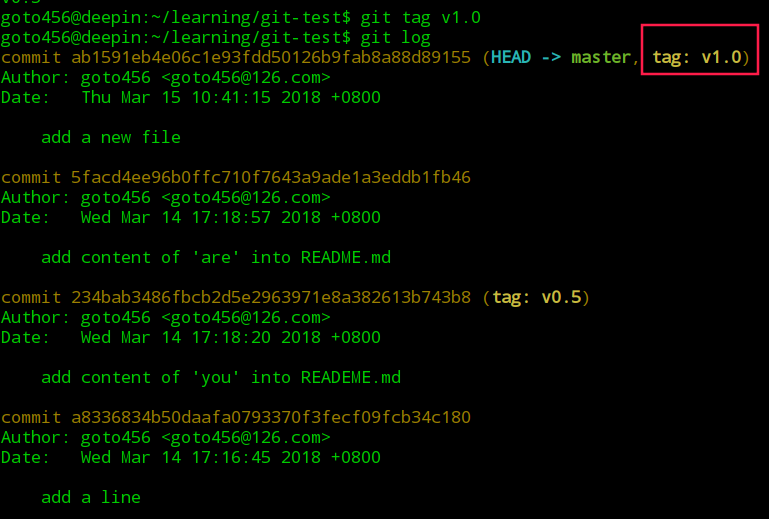 goto456@deepin:~/learning/git-test$ git tag v1.0
goto456@deepin:~/learning/git-test$ git log
commit ab1591eb4e06c1e93fdd50126b9fab8a88d89155 (HEAD -> master, tag: v1.0)
Author: goto456 <goto456@126.com>
Date:   Thu Mar 15 10:41:15 2018 +0800

    add a new file

commit 5facd4ee96b0ffc710f7643a9ade1a3eddb1fb46
Author: goto456 <goto456@126.com>
Date:   Wed Mar 14 17:18:57 2018 +0800

    add content of 'are' into README.md

commit 234bab3486fbcb2d5e2963971e8a382613b743b8 (tag: v0.5)
Author: goto456 <goto456@126.com>
Date:   Wed Mar 14 17:18:20 2018 +0800

    add content of 'you' into READEME.md

commit a8336834b50daafa0793370f3fecf09fcb34c180
Author: goto456 <goto456@126.com>
Date:   Wed Mar 14 17:16:45 2018 +0800

    add a line